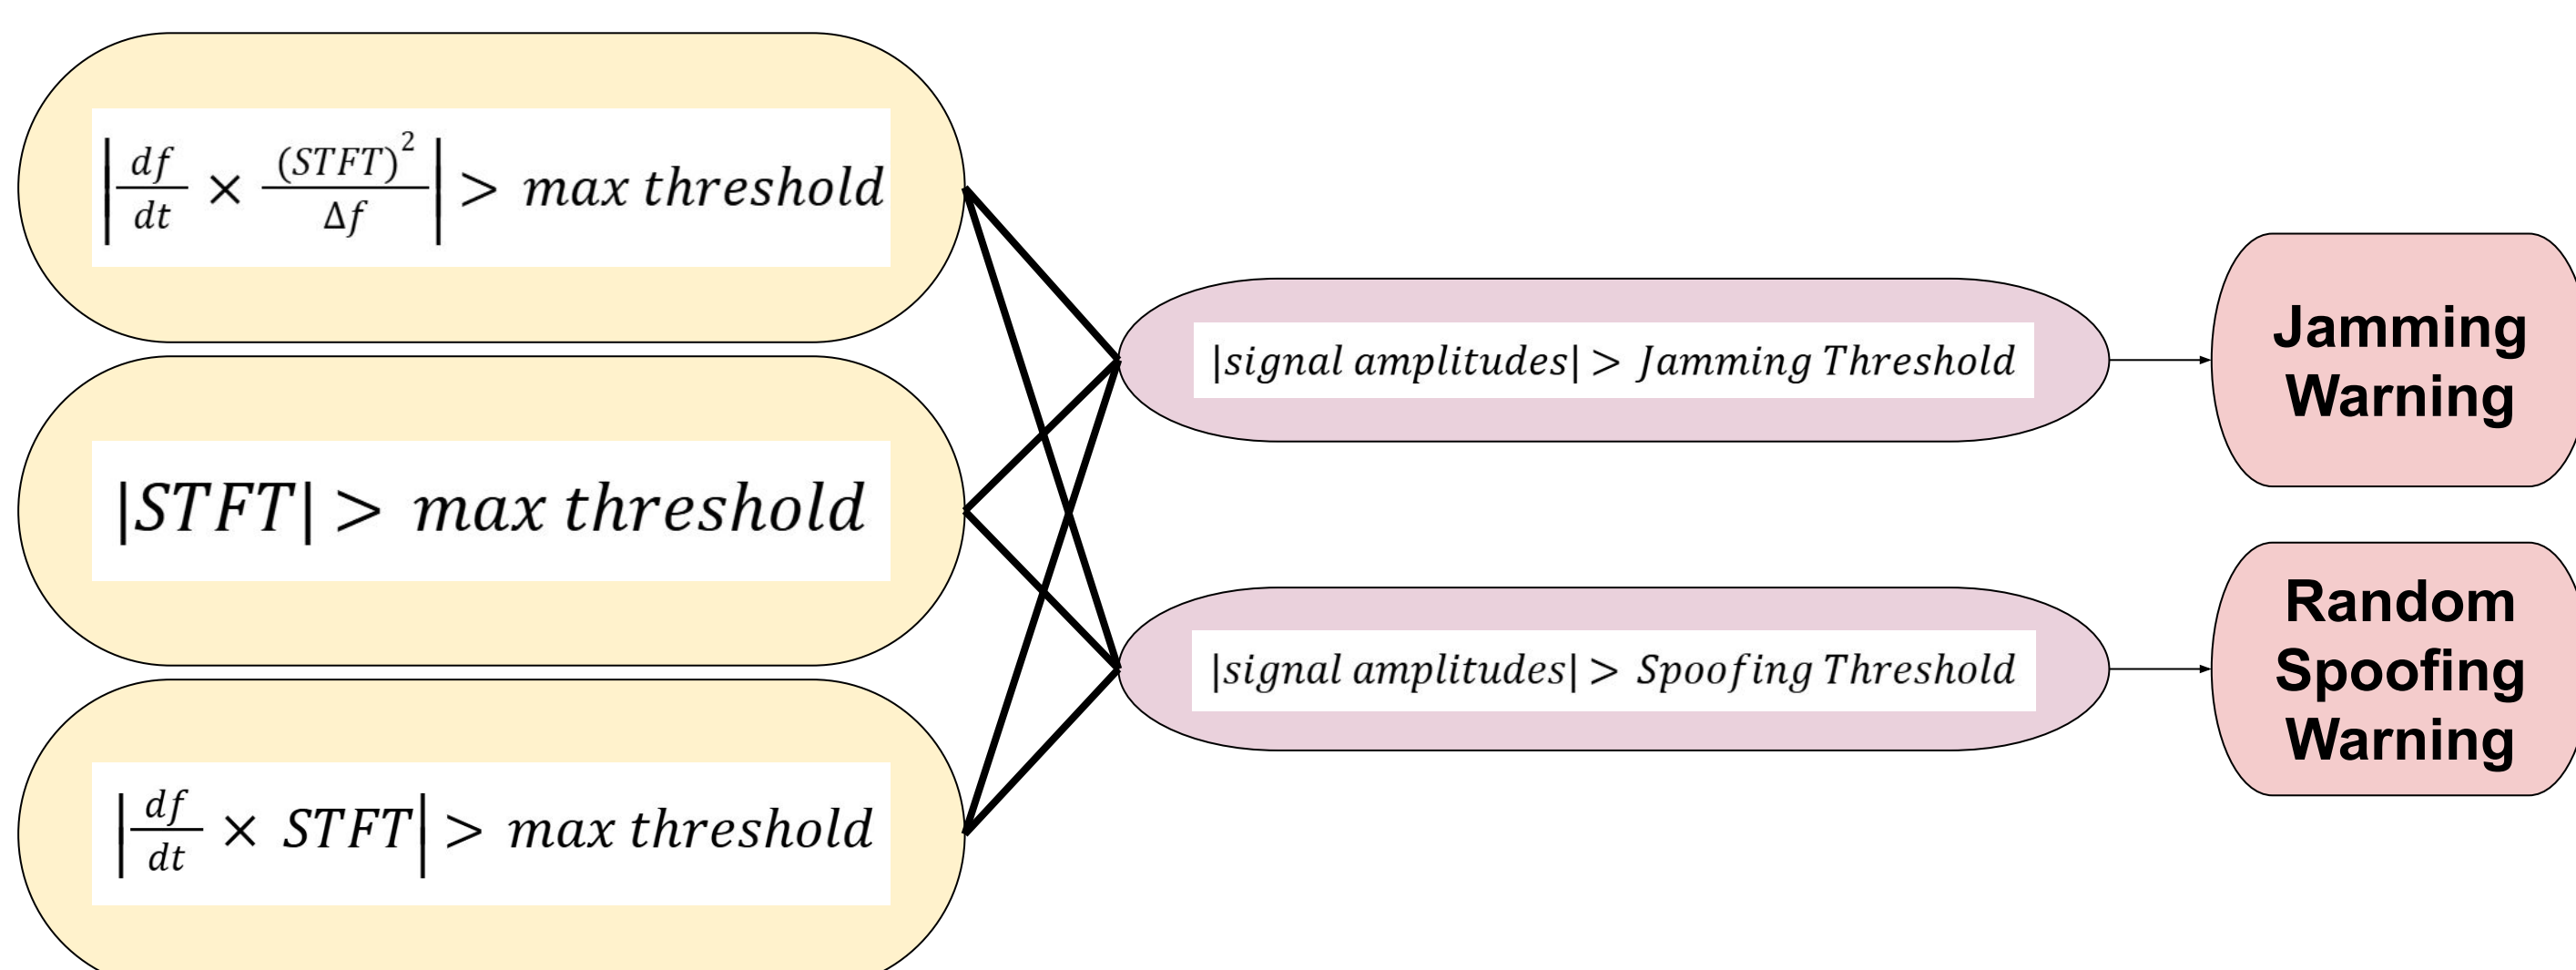 |df/dt × (STFT)²/Δf| > max threshold
|STFT| > max threshold
|df/dt × STFT| > max threshold
|signal amplitudes| > Jamming Threshold
|signal amplitudes| > Spoofing Threshold
Jamming
Warning
Random
Spoofing
Warning